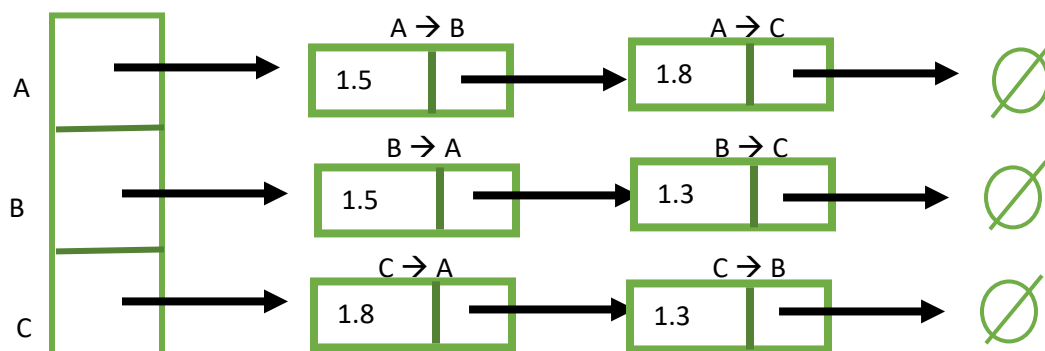 A → B A → C
A 1.5 1.8
B → A B → C
B 1.5 1.3
C → A C → B
C 1.8 1.3